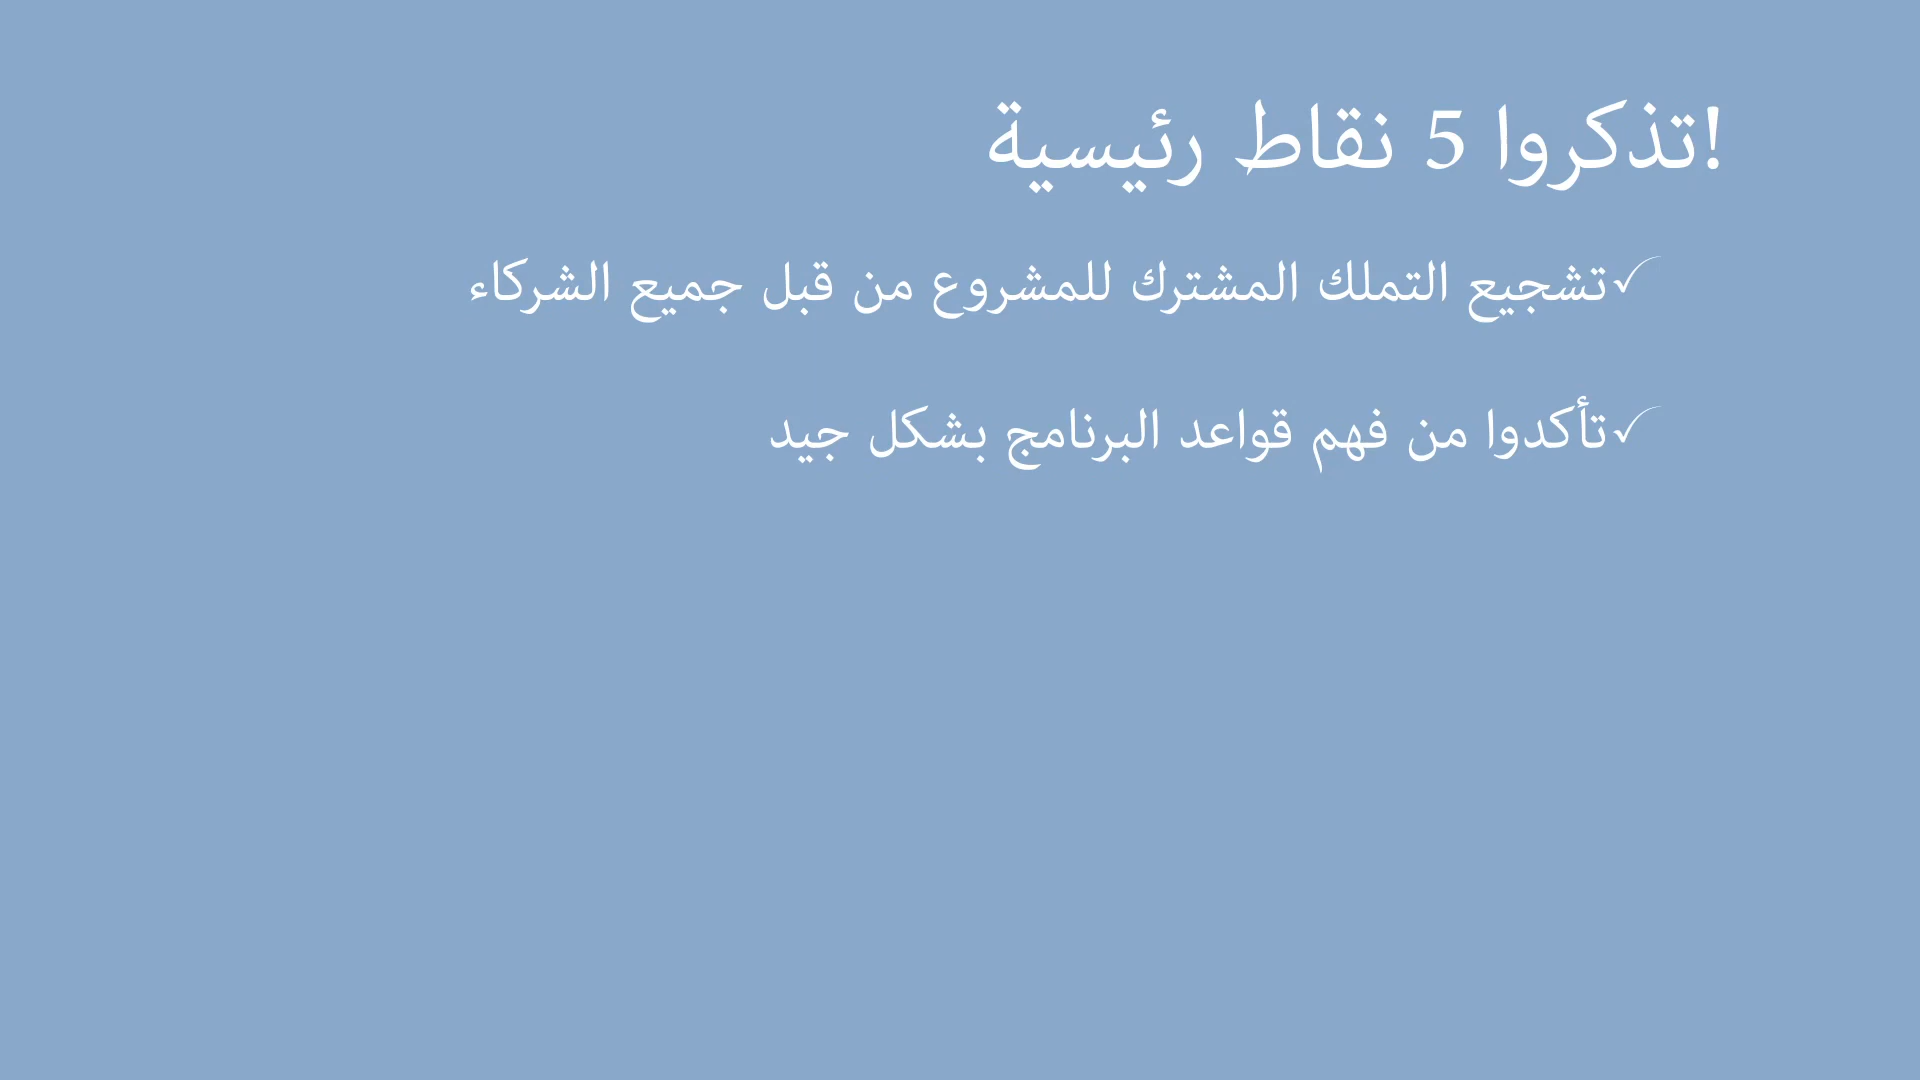 !تذكروا 5 نقاط رئيسية
✓تشجيع التملك المشترك للمشروع من قبل جميع الشركاء
✓تأكدوا من فهم قواعد البرنامج بشكل جيد